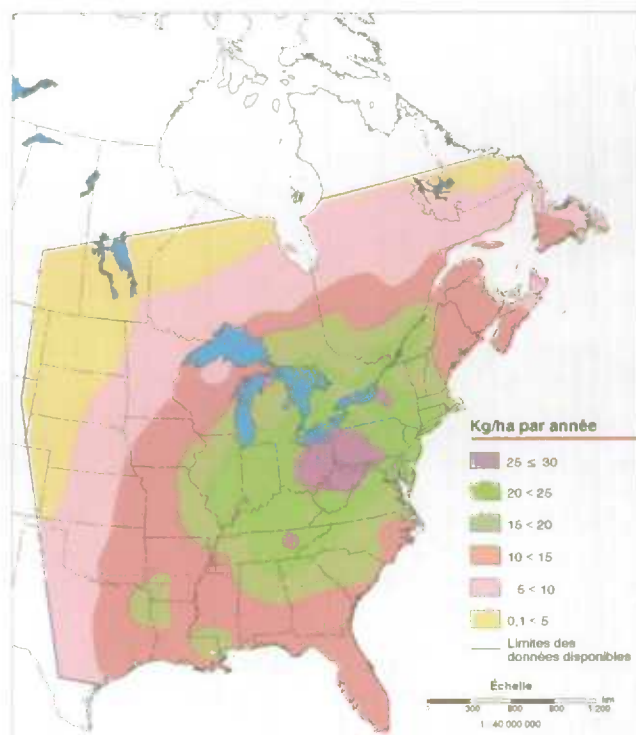 Kg/ha par année
25 ≤ 30
20 < 25
15 < 20
10 < 15
5 < 10
0,1 < 5
Limites des
données disponibles
Échelle
300 600 900 1 200 km
1 : 40 000 000